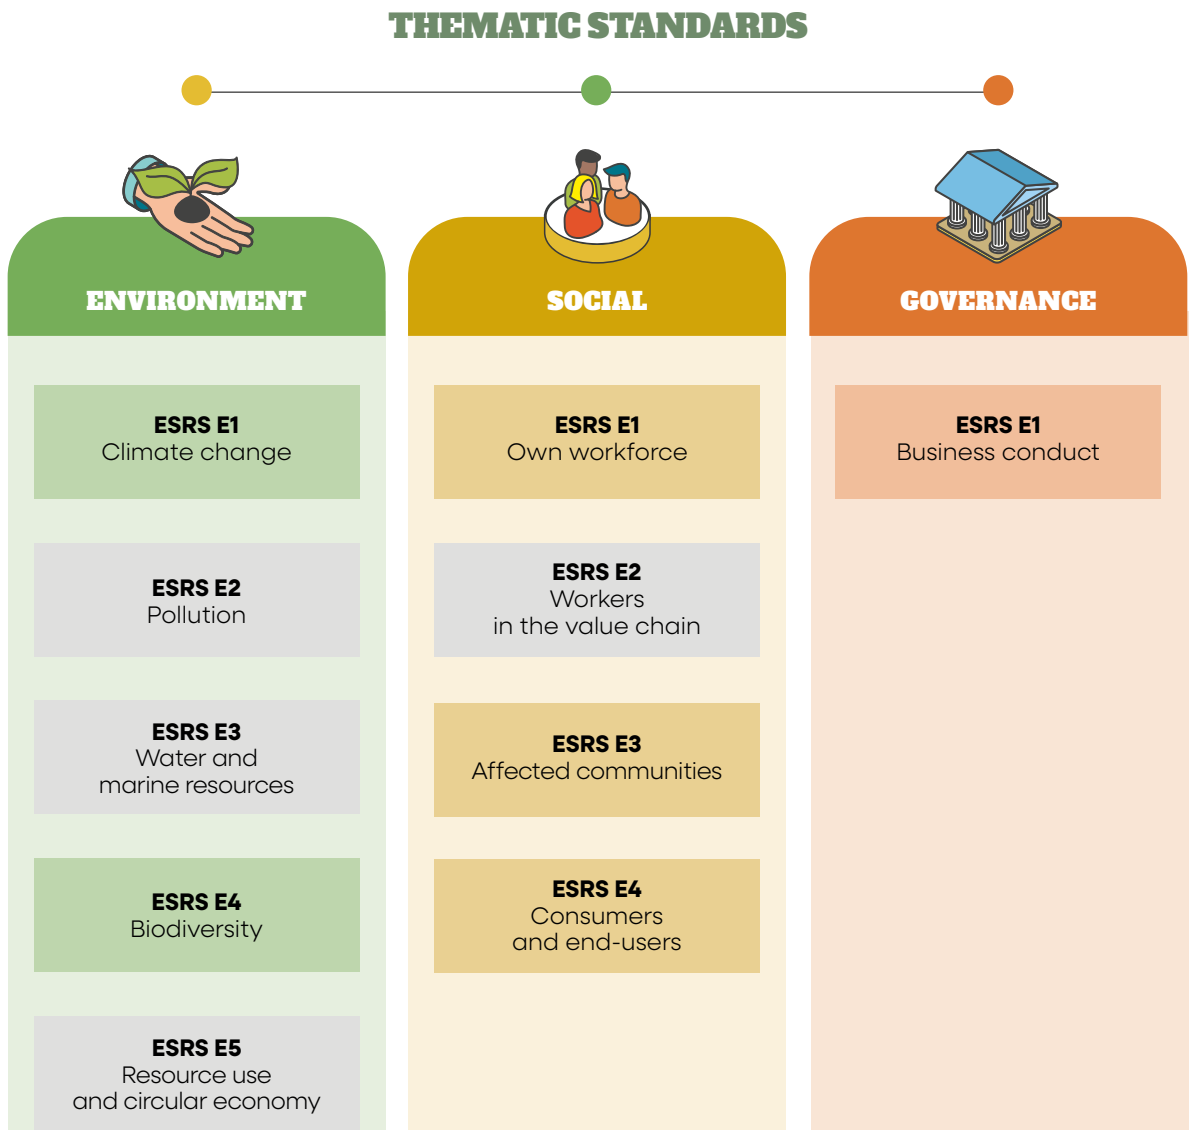 THEMATIC STANDARDS
ENVIRONMENT
ESRS E1
Climate change
ESRS E2
Pollution
ESRS E3
Water and
marine resources
ESRS E4
Biodiversity
ESRS E5
Resource use
and circular economy
SOCIAL
ESRS E1
Own workforce
ESRS E2
Workers
in the value chain
ESRS E3
Affected communities
ESRS E4
Consumers
and end-users
GOVERNANCE
ESRS E1
Business conduct